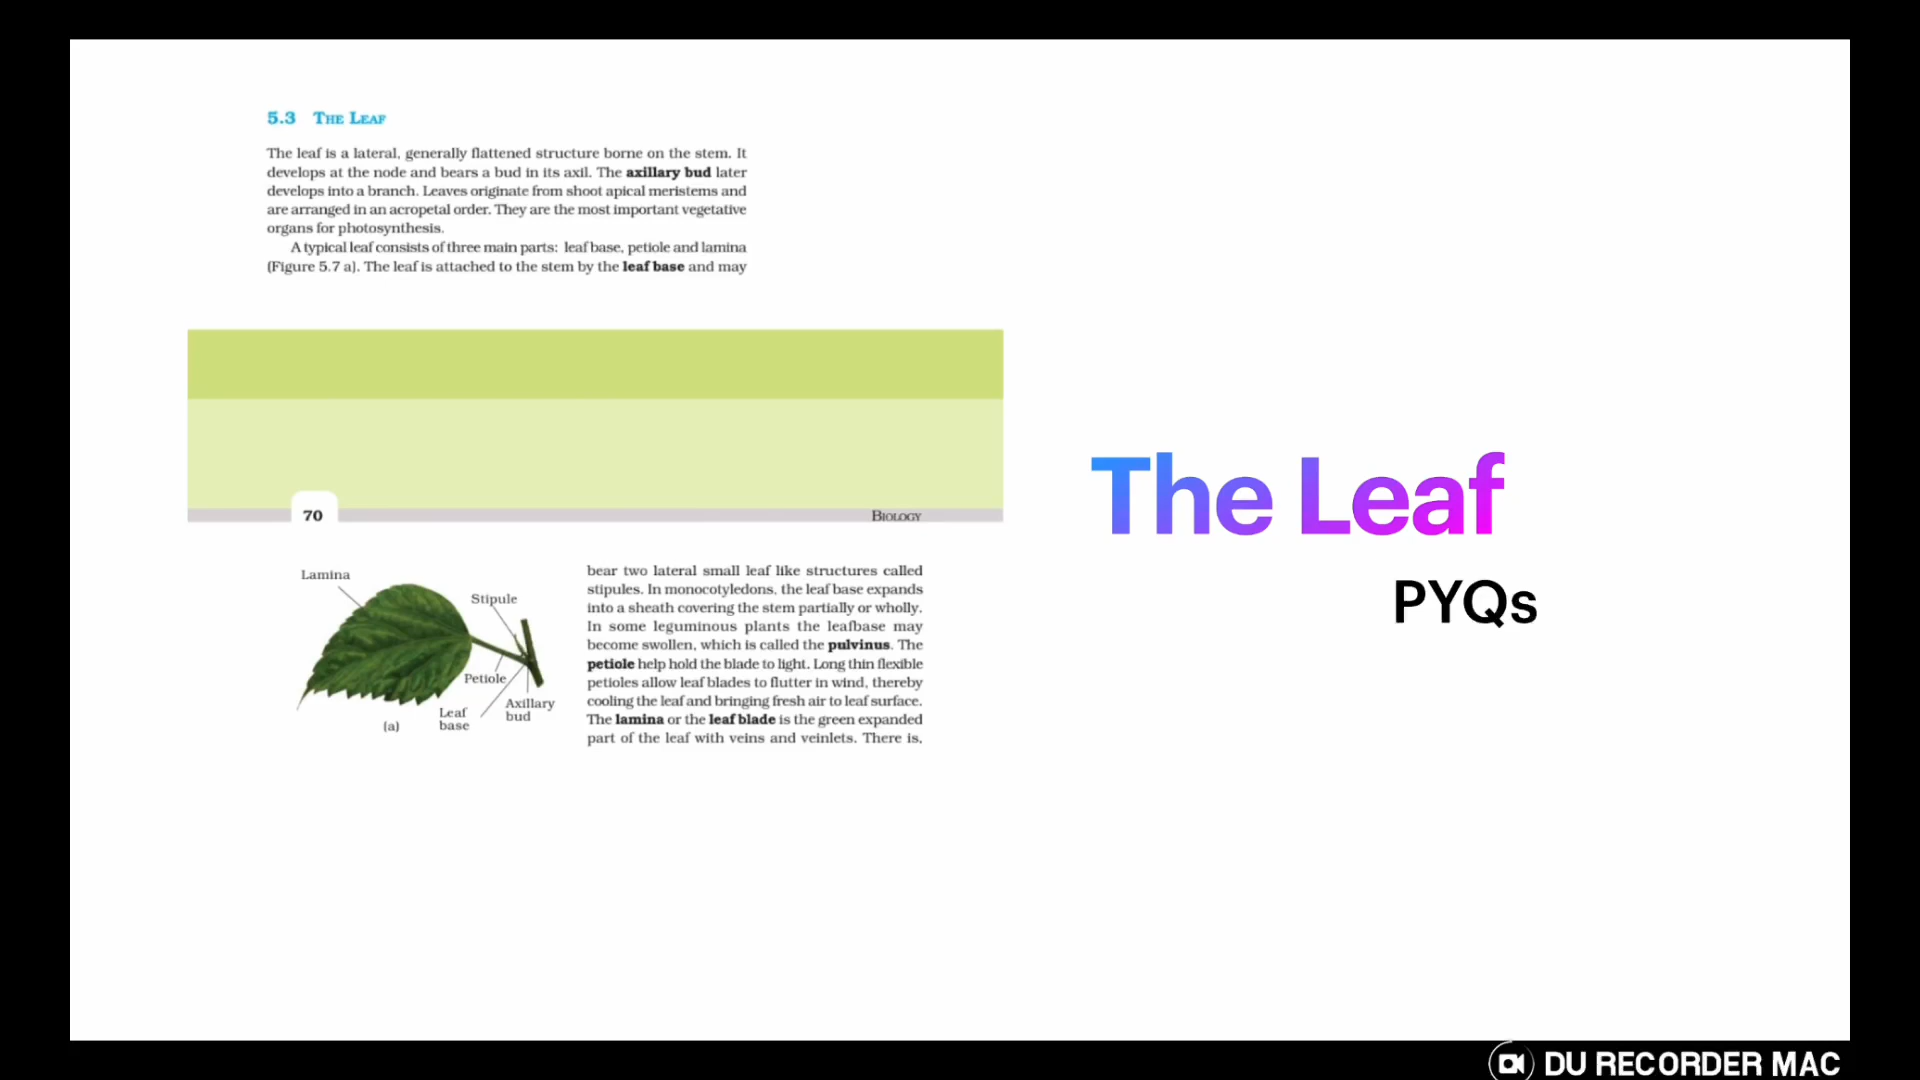 5.3 The Leaf
The leaf is a lateral, generally flattened structure borne on the stem. It
develops at the node and bears a bud in its axil. The axillary bud later
develops into a branch. Leaves originate from shoot apical meristems and
are arranged in an acropetal order. They are the most important vegetative
organs for photosynthesis.
A typical leaf consists of three main parts: leaf base, petiole and lamina
(Figure 5.7 a). The leaf is attached to the stem by the leaf base and may
70
Biology
Lamina
Stipule
Petiole
Leaf
base
Axillary
bud
(a)
bear two lateral small leaf like structures called
stipules. In monocotyledons, the leaf base expands
into a sheath covering the stem partially or wholly.
In some leguminous plants the leafbase may
become swollen, which is called the pulvinus. The
petiole help hold the blade to light. Long thin flexible
petioles allow leaf blades to flutter in wind, thereby
cooling the leaf and bringing fresh air to leaf surface.
The lamina or the leaf blade is the green expanded
part of the leaf with veins and veinlets. There is,
The Leaf
PYQs
DU RECORDER MAC